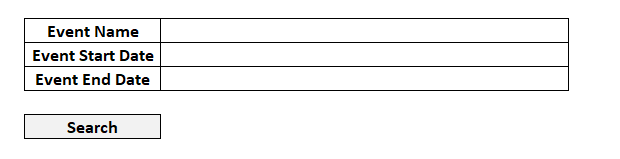 Event Name
Event Start Date
Event End Date
Search